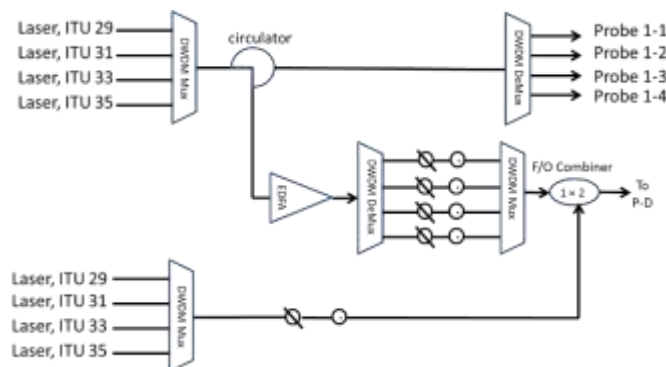 Laser, ITU 29
Laser, ITU 31
Laser, ITU 33
Laser, ITU 35
DWDM Mux
circulator
DWDM DeMux
Probe 1-1
Probe 1-2
Probe 1-3
Probe 1-4
EDFA
DWDM DeMux
DWDM Mux
F/O Combiner
1 × 2
To
P-D
Laser, ITU 29
Laser, ITU 31
Laser, ITU 33
Laser, ITU 35
DWDM Mux